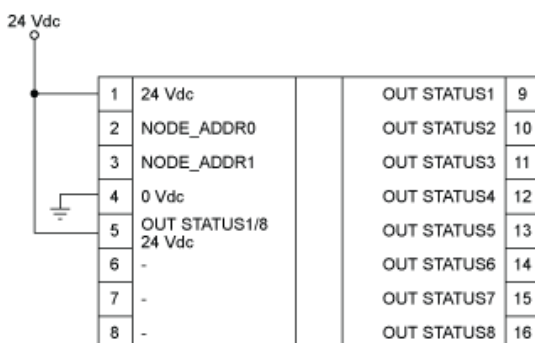 24 Vdc
1 24 Vdc OUT STATUS1 9
2 NODE_ADDR0 OUT STATUS2 10
3 NODE_ADDR1 OUT STATUS3 11
4 0 Vdc OUT STATUS4 12
5 OUT STATUS1/8 OUT STATUS5 13
24 Vdc
6 - OUT STATUS6 14
7 - OUT STATUS7 15
8 - OUT STATUS8 16